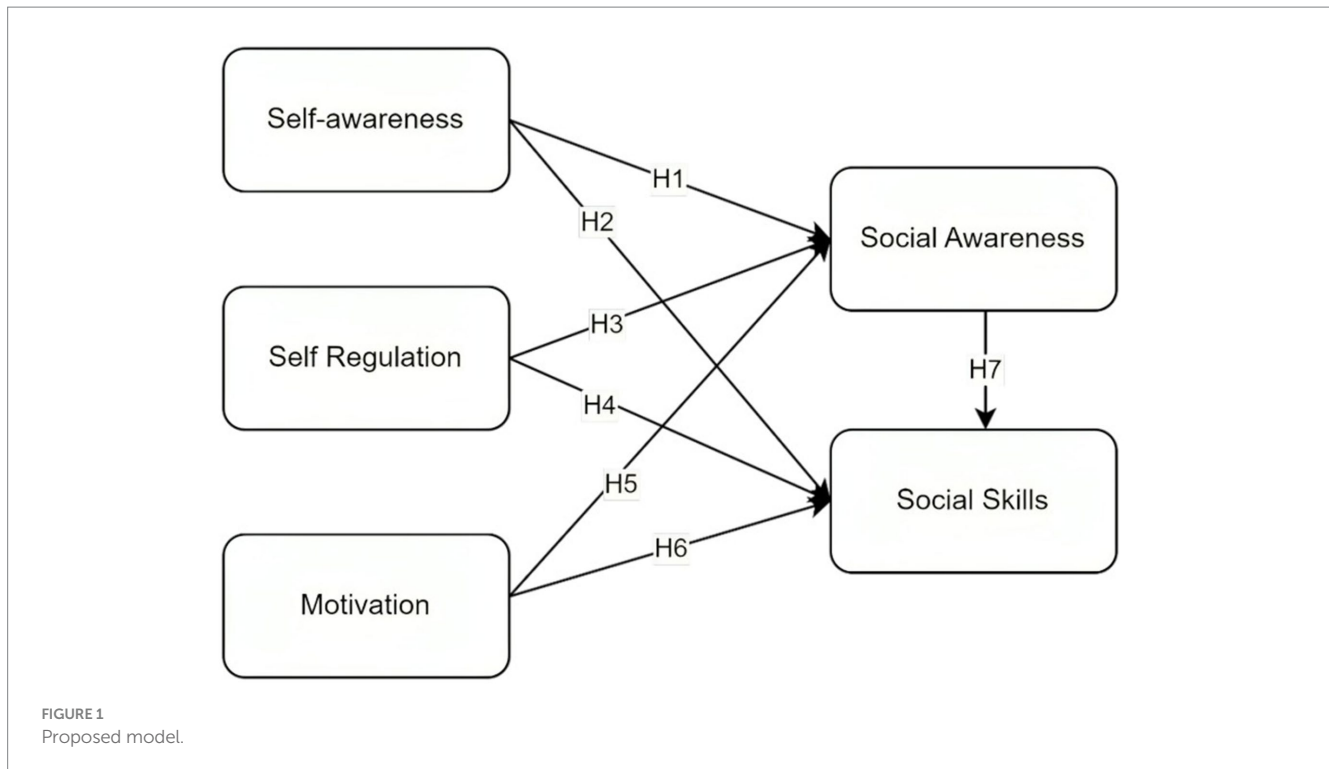 Self-awareness
H1
Social Awareness
H2
H3
Self Regulation
H7
H4
H5
Social Skills
H6
Motivation
FIGURE 1
Proposed model.